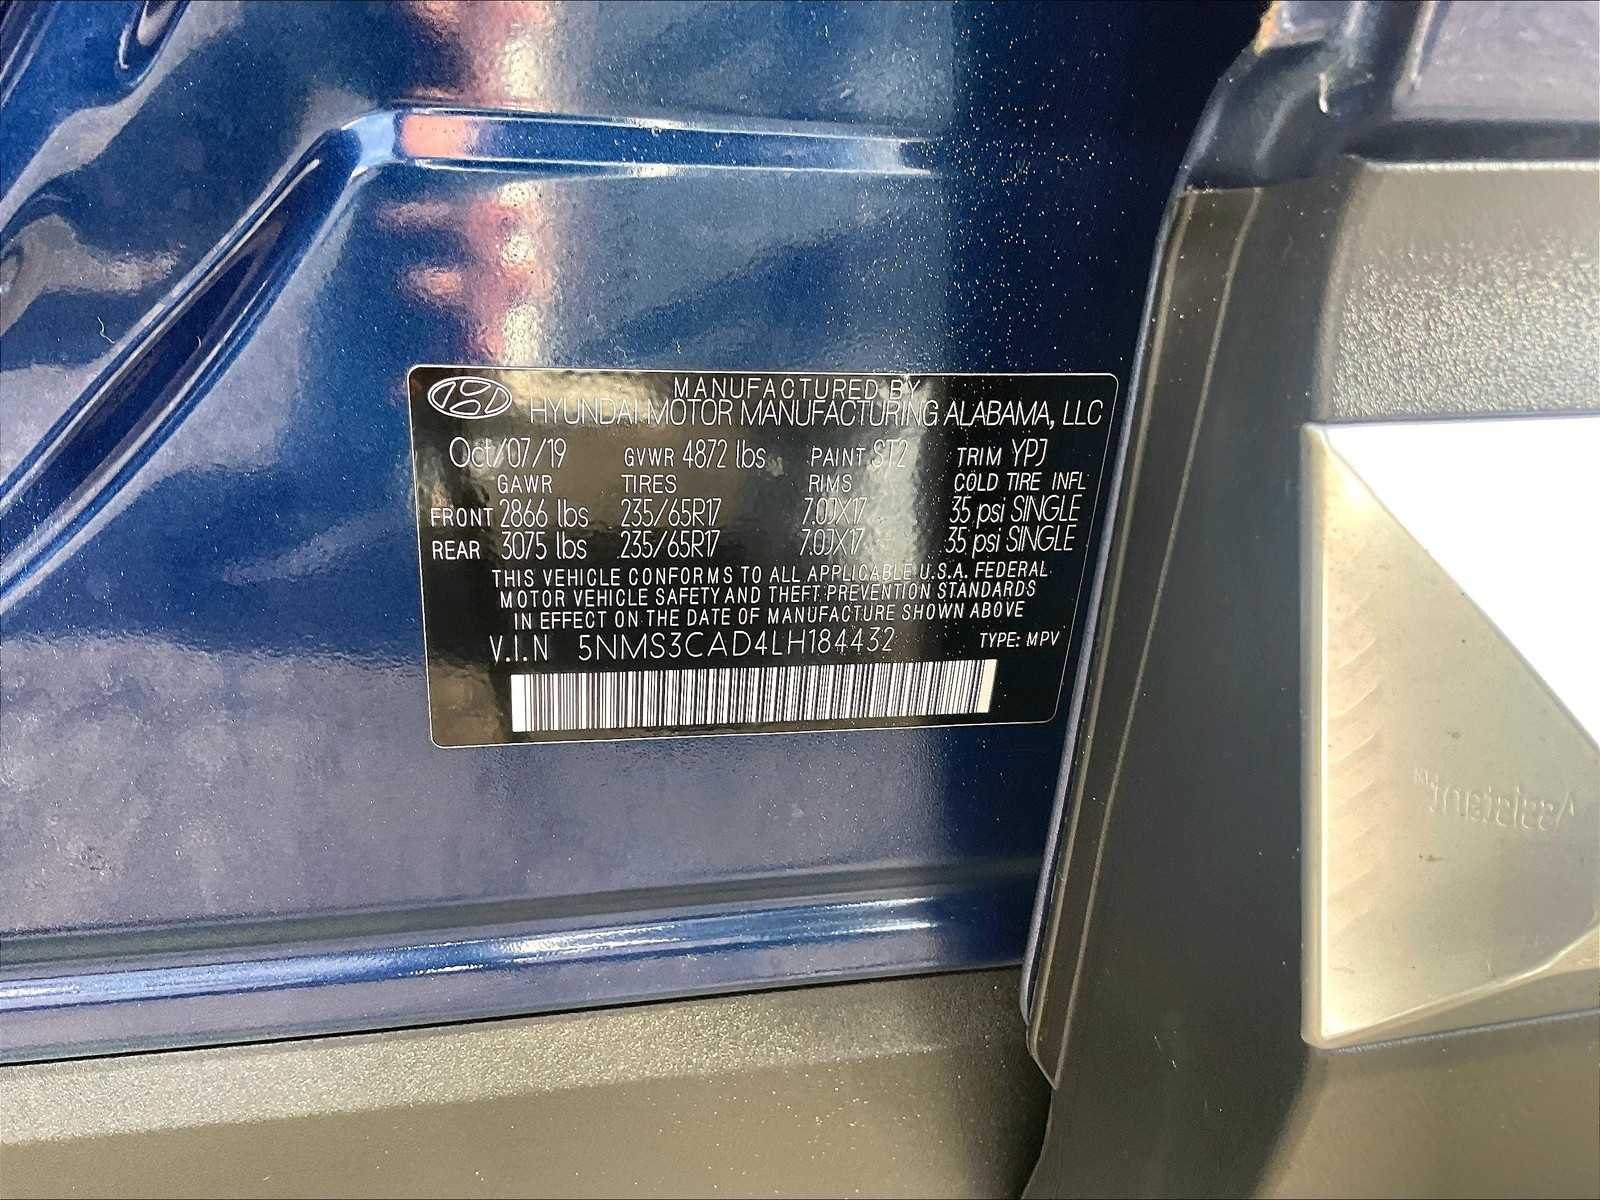 MANUFACTURED BY
HYUNDAI MOTOR MANUFACTURING ALABAMA, LLC
Oct/07/19 GVWR 4872 lbs PAINT ST2 TRIM YPJ
GAWR TIRES RIMS COLD TIRE INFL
FRONT 2866 lbs 235/65R17 7.0JX17 35 psi SINGLE
REAR 3075 lbs 235/65R17 7.0JX17 35 psi SINGLE
THIS VEHICLE CONFORMS TO ALL APPLICABLE U.S.A. FEDERAL
MOTOR VEHICLE SAFETY AND THEFT PREVENTION STANDARDS
IN EFFECT ON THE DATE OF MANUFACTURE SHOWN ABOVE
V.I.N 5NMS3CAD4LH184432 TYPE: MPV
Assistant